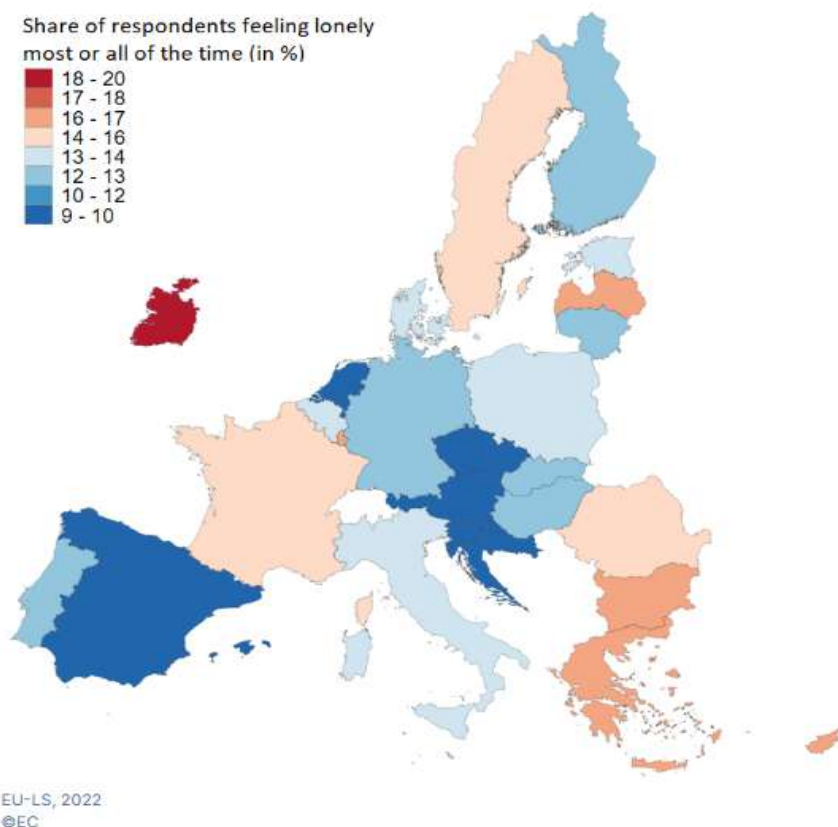 Share of respondents feeling lonely
most or all of the time (in %)
18 - 20
17 - 18
16 - 17
14 - 16
13 - 14
12 - 13
10 - 12
9 - 10
EU-LS, 2022
©EC